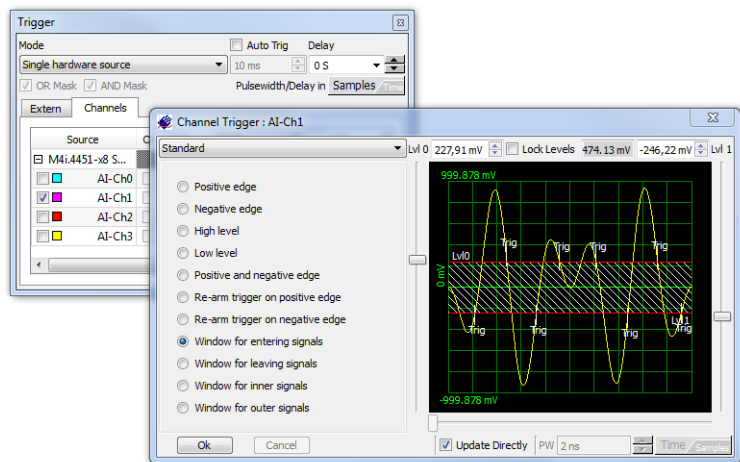 Trigger
Mode
Auto Trig
Delay
Single hardware source
10 ms
0 S
OR Mask
AND Mask
Pulsewidth/Delay in
Samples
Time
Extern
Channels
Source
M4i.4451-x8 S...
AI-Ch0
AI-Ch1
AI-Ch2
AI-Ch3
Channel Trigger : AI-Ch1
Standard
Lvl 0
227,91 mV
Lock Levels
474.13 mV
-246,22 mV
Lvl 1
Positive edge
Negative edge
High level
Low level
Positive and negative edge
Re-arm trigger on positive edge
Re-arm trigger on negative edge
Window for entering signals
Window for leaving signals
Window for inner signals
Window for outer signals
Ok
Cancel
999.878 mV
Trig
Trig
Trig
Trig
Lvl0
0 mV
Lvl1
Trig
Trig
Trig
Trig
-999.878 mV
Update Directly
PW
2 ns
Time
Samples